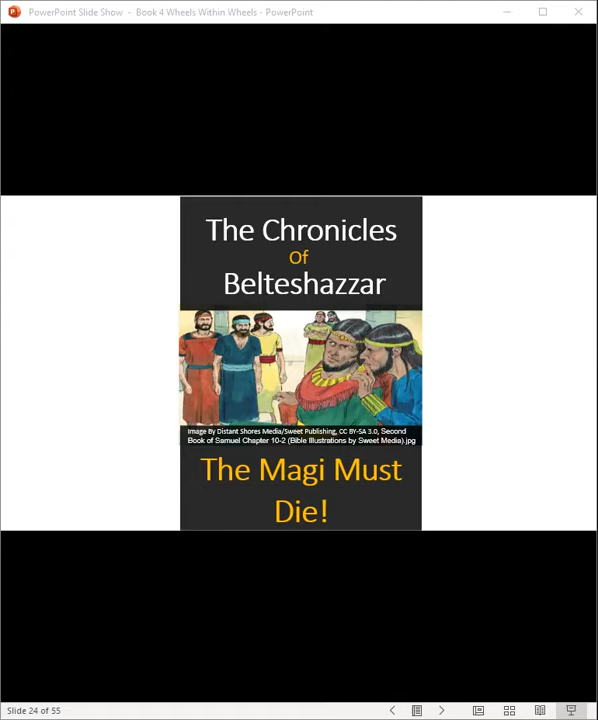 PowerPoint Slide Show - Book 4 Wheels Within Wheels - PowerPoint
The Chronicles
Of
Belteshazzar
Image By Distant Shores Media/Sweet Publishing, CC BY-SA 3.0, Second
Book of Samuel Chapter 10-2 (Bible Illustrations by Sweet Media).jpg
The Magi Must
Die!
Slide 24 of 55